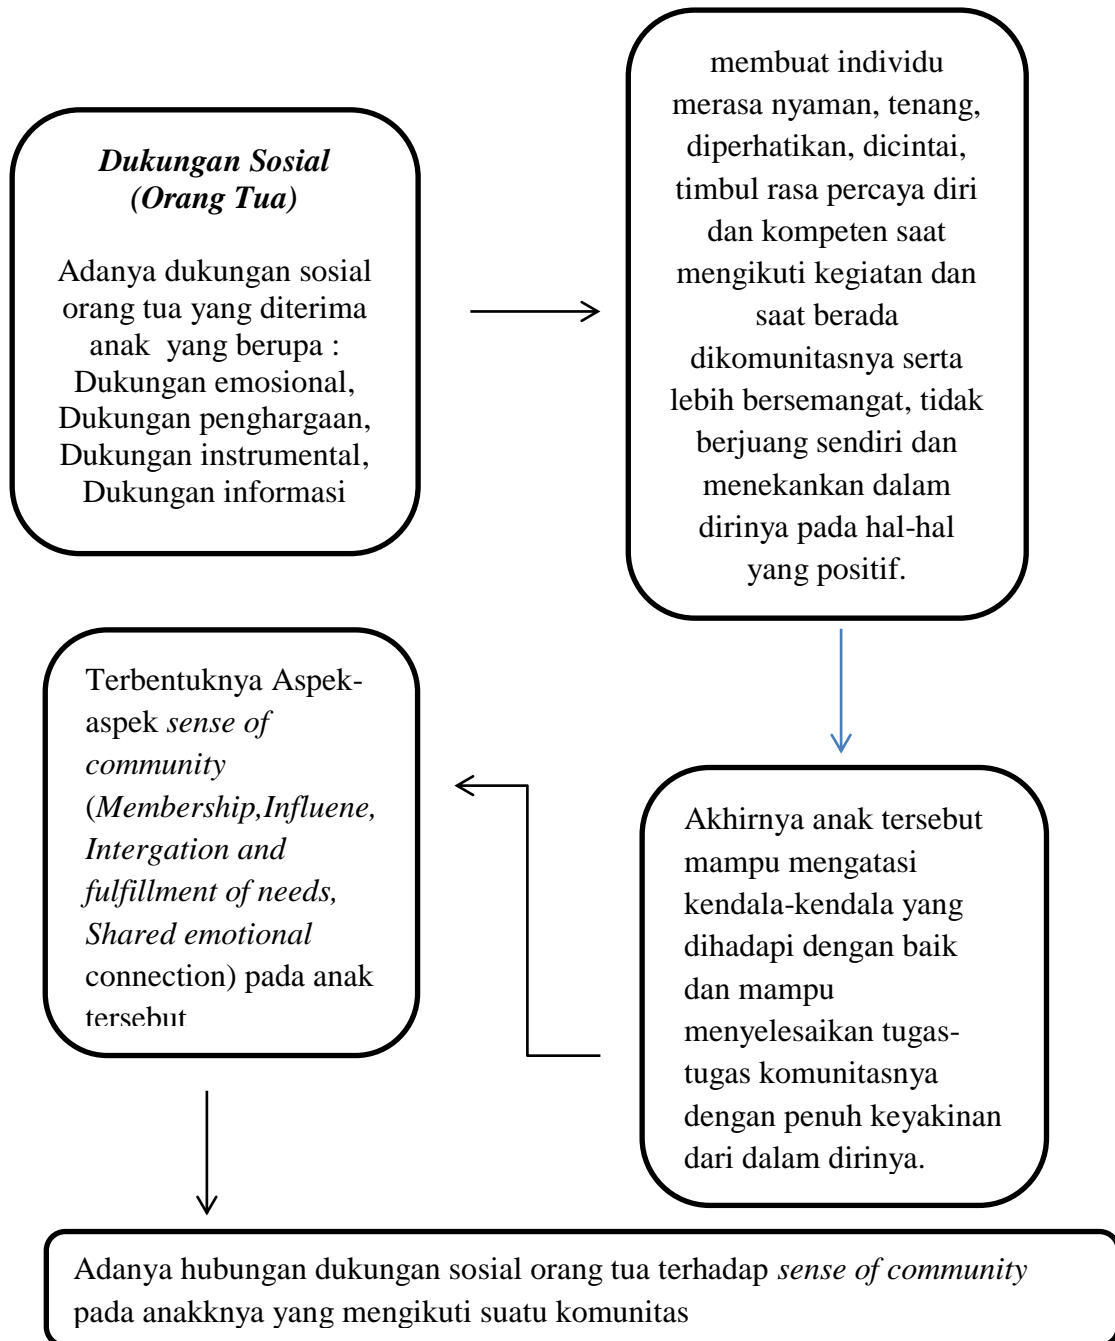 Dukungan Sosial
(Orang Tua)
Adanya dukungan sosial
orang tua yang diterima
anak yang berupa :
Dukungan emosional,
Dukungan penghargaan,
Dukungan instrumental,
Dukungan informasi
membuat individu
merasa nyaman, tenang,
diperhatikan, dicintai,
timbul rasa percaya diri
dan kompeten saat
mengikuti kegiatan dan
saat berada
dikomunitasnya serta
lebih bersemangat, tidak
berjuang sendiri dan
menekankan dalam
dirinya pada hal-hal
yang positif.
Akhirnya anak tersebut
mampu mengatasi
kendala-kendala yang
dihadapi dengan baik
dan mampu
menyelesaikan tugas-
tugas komunitasnya
dengan penuh keyakinan
dari dalam dirinya.
Terbentuknya Aspek-
aspek sense of
community
(Membership,Influene,
Intergation and
fulfillment of needs,
Shared emotional
connection) pada anak
tersebut
Adanya hubungan dukungan sosial orang tua terhadap sense of community
pada anakknya yang mengikuti suatu komunitas